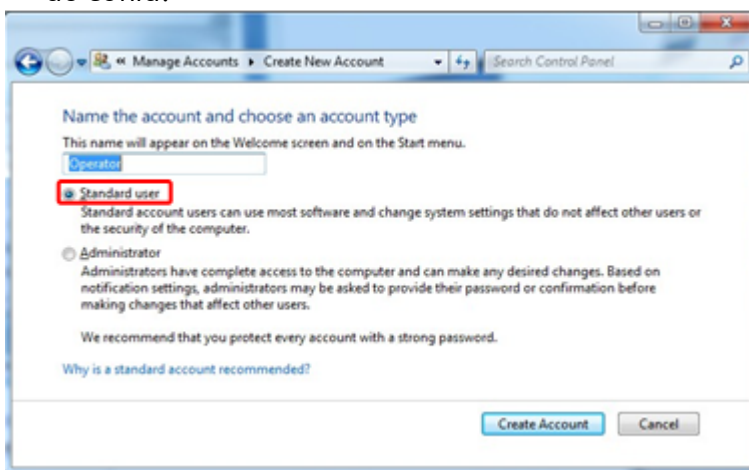 Manage Accounts Create New Account Search Control Panel
Name the account and choose an account type
This name will appear on the Welcome screen and on the Start menu.
Operator
Standard user
Standard account users can use most software and change system settings that do not affect other users or
the security of the computer.
Administrator
Administrators have complete access to the computer and can make any desired changes. Based on
notification settings, administrators may be asked to provide their password or confirmation before
making changes that affect other users.
We recommend that you protect every account with a strong password.
Why is a standard account recommended?
Create Account Cancel